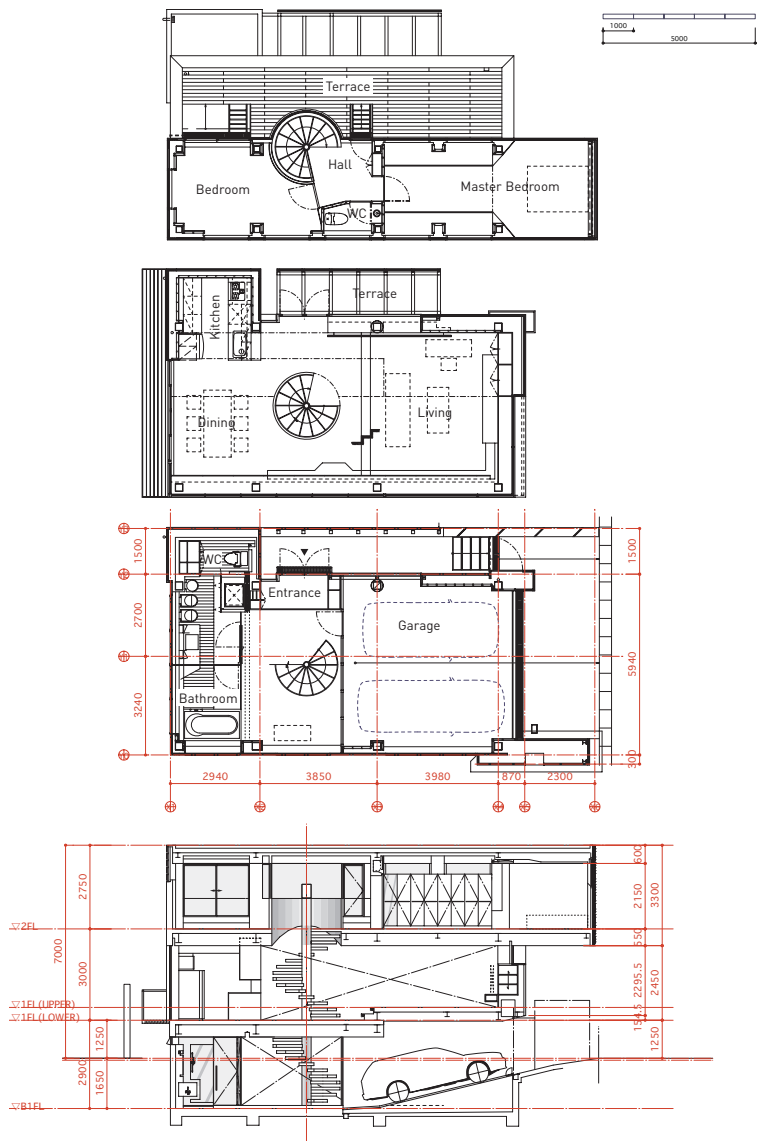 1000
5000
Terrace
Hall
Bedroom
Master Bedroom
WC
Terrace
Kitchen
Dining
Living
1500
2700
3240
WC
Entrance
Garage
Bathroom
1500
5940
300
2940
3850
3980
870
2300
2750
600
2150
3300
▽2FL
550
7000
3000
2295.5
2450
▽1FL(UPPER)
▽1FL(LOWER)
154.5
1250
1250
2900
1650
▽B1FL